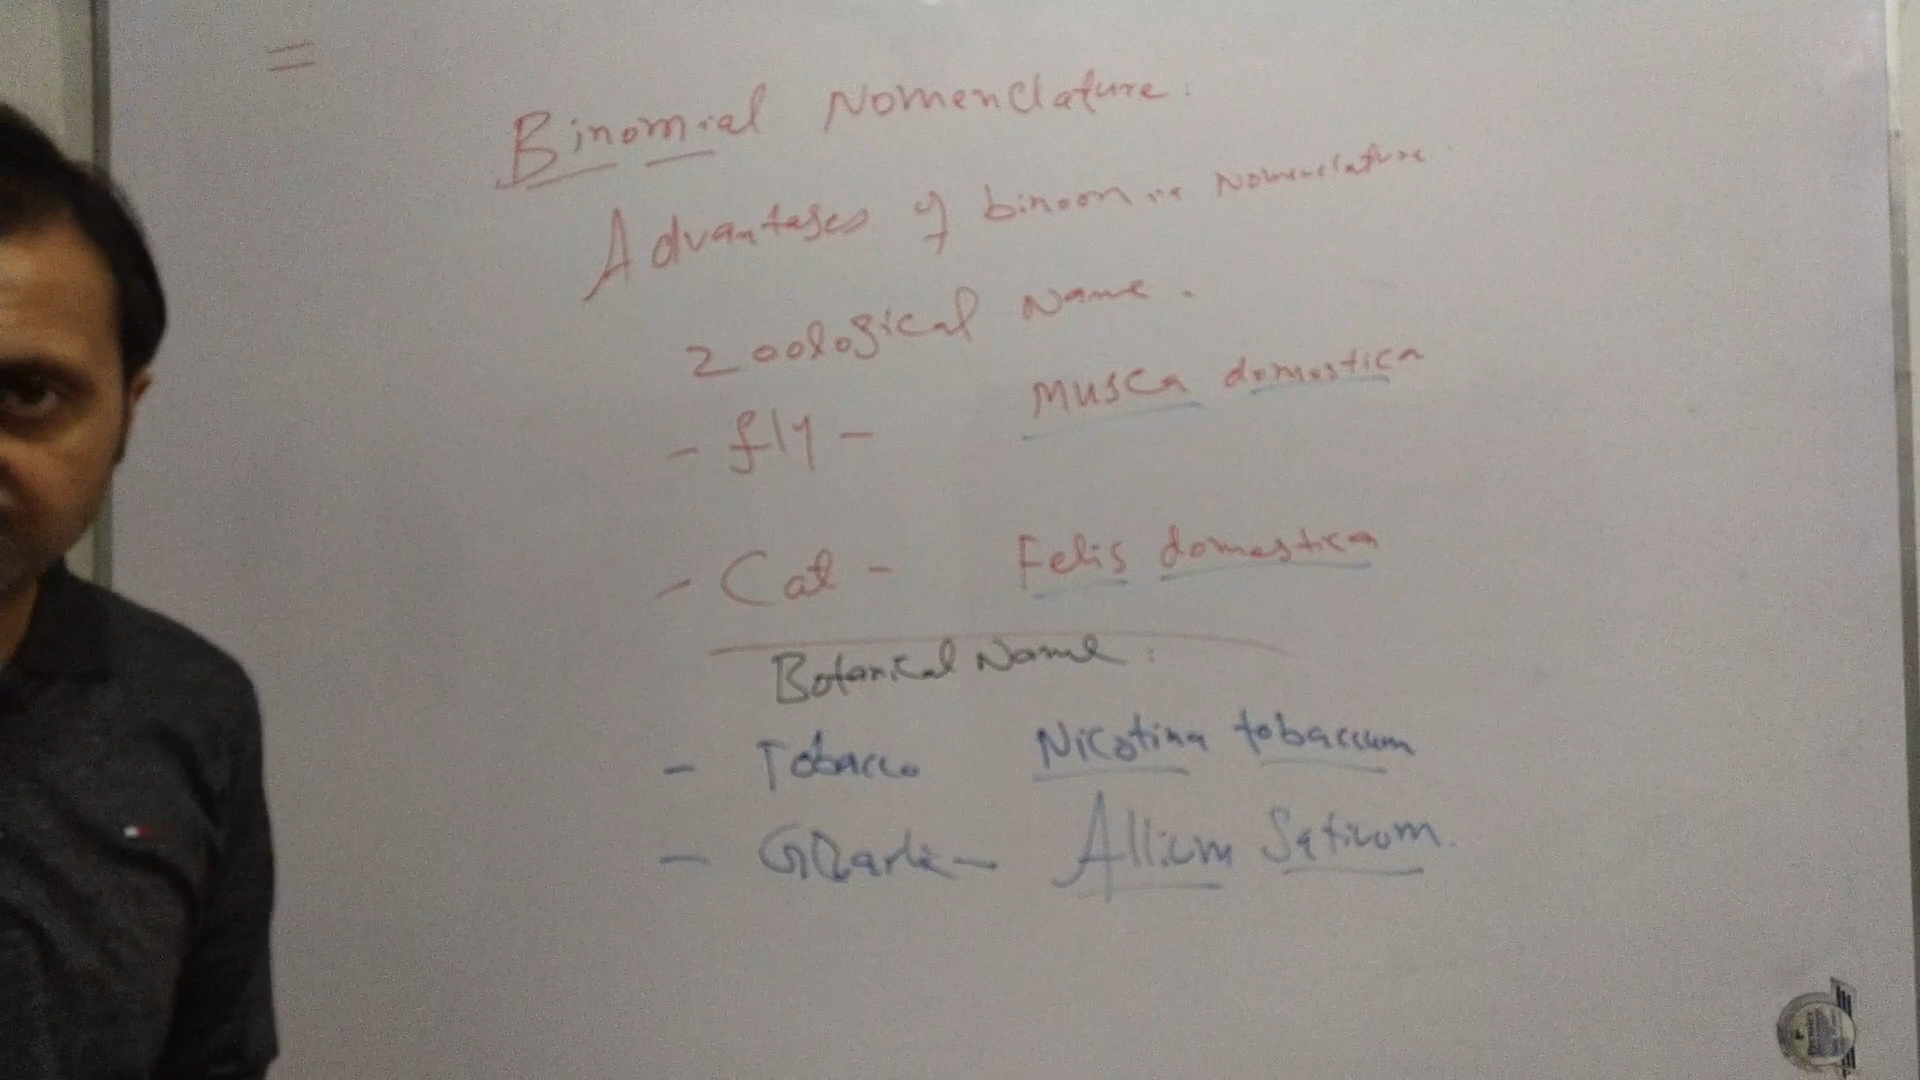 =
Binomial Nomenclature:
Advantages of binomial Nomenclature
Zoological Name.
- fly - Musca domestica
- Cat - Felis domestica
Botanical Name:
- Tobacco Nicotina tobaccum
- Garlic - Allium Sativum.